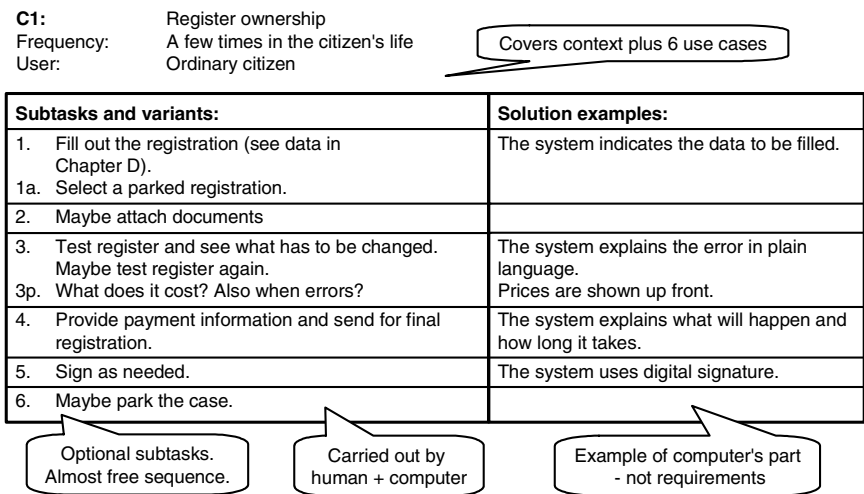 C1: Register ownership
Frequency: A few times in the citizen's life
User: Ordinary citizen
Covers context plus 6 use cases
Subtasks and variants: Solution examples:
1. Fill out the registration (see data in
Chapter D).
The system indicates the data to be filled.
1a. Select a parked registration.
2. Maybe attach documents
3. Test register and see what has to be changed.
Maybe test register again.
3p. What does it cost? Also when errors?
The system explains the error in plain
language.
Prices are shown up front.
4. Provide payment information and send for final
registration.
The system explains what will happen and
how long it takes.
5. Sign as needed. The system uses digital signature.
6. Maybe park the case.
Optional subtasks.
Almost free sequence.
Carried out by
human + computer
Example of computer's part
- not requirements